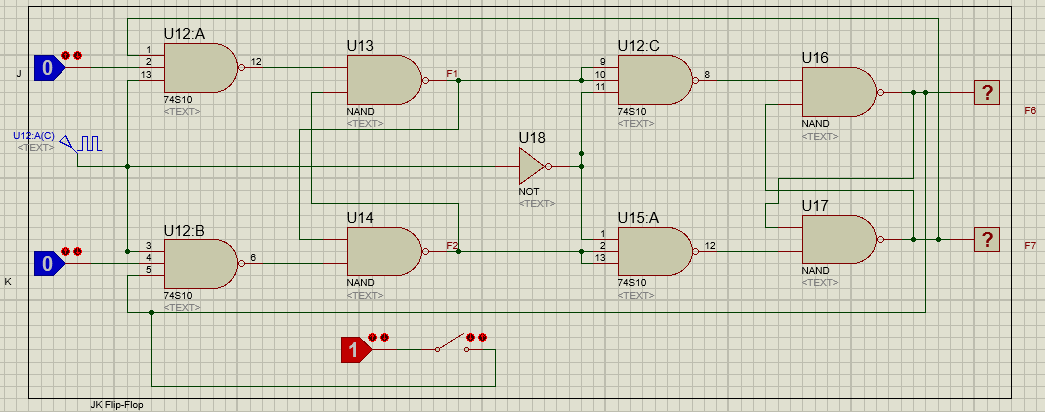 U12:A
U13
U12:C
U16
1
2
13
12
F1
9
10
11
8
J
0
?
F6
74S10
<TEXT>
NAND
<TEXT>
74S10
<TEXT>
NAND
<TEXT>
U12:A(C)
<TEXT>
U18
NOT
<TEXT>
U12:B
U14
U15:A
U17
3
4
5
6
F2
1
2
13
12
K
0
?
F7
74S10
<TEXT>
NAND
<TEXT>
74S10
<TEXT>
NAND
<TEXT>
1
JK Flip-Flop